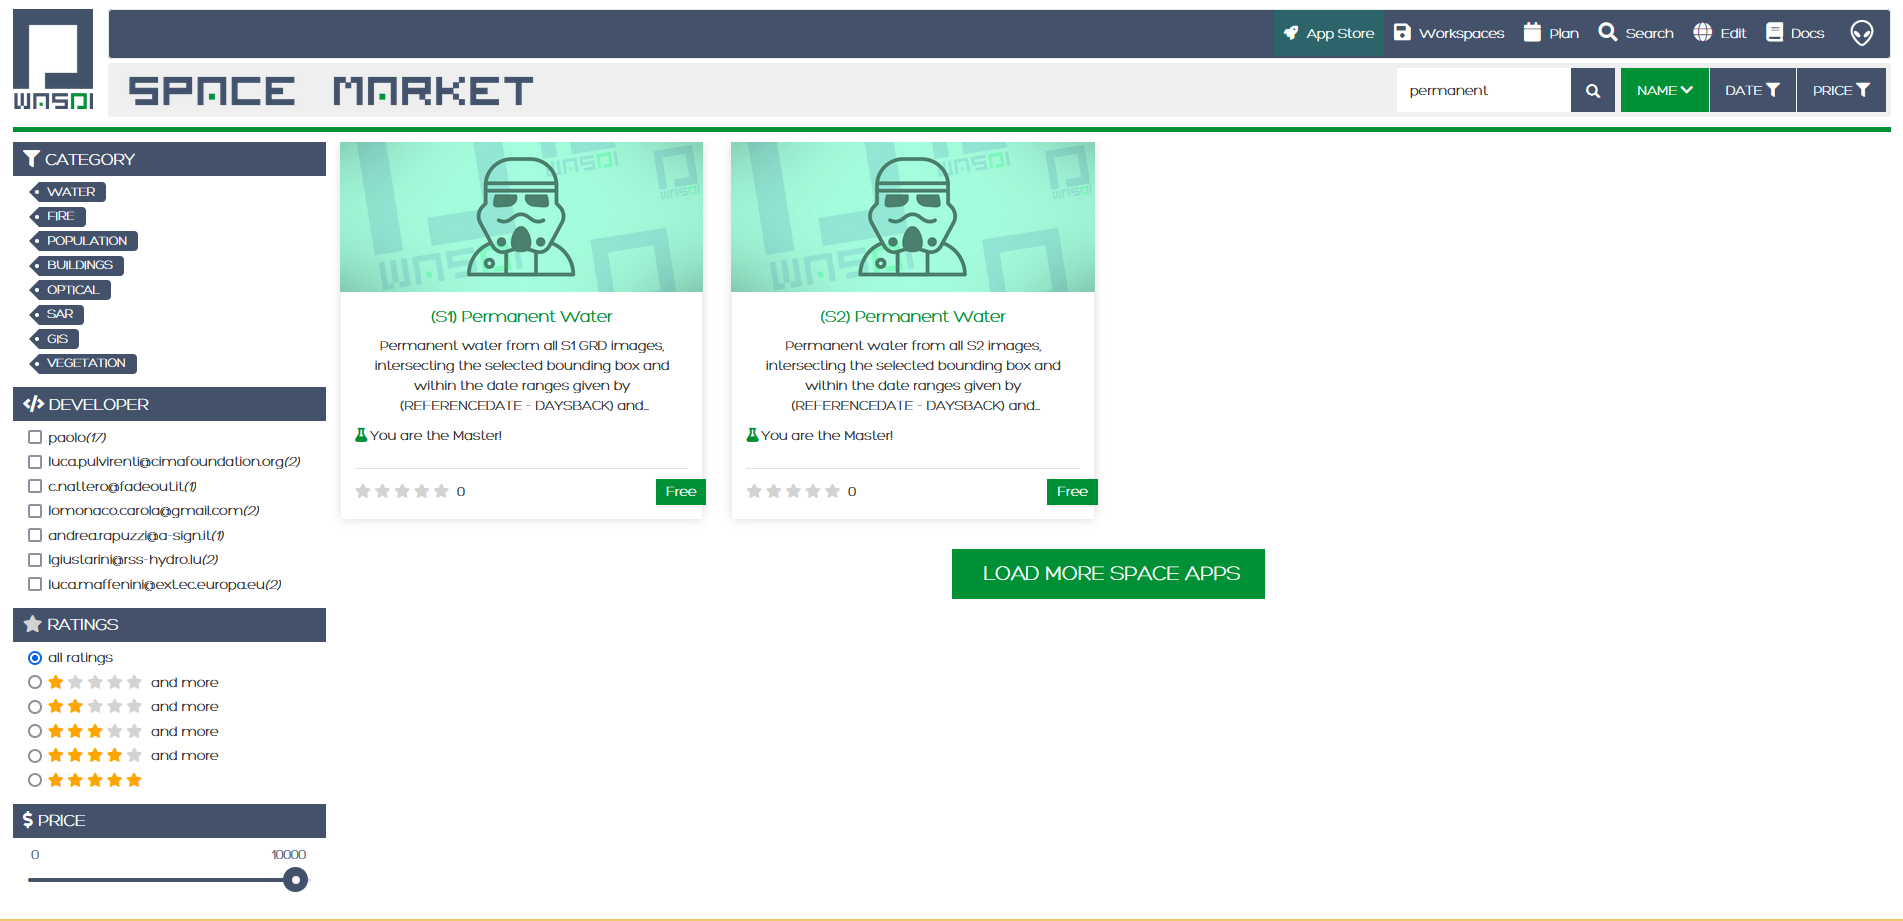 WASDI
App Store
Workspaces
Plan
Search
Edit
Docs
SPACE MARKET
permanent
NAME
DATE
PRICE
CATEGORY
WATER
FIRE
POPULATION
BUILDINGS
OPTICAL
SAR
GIS
VEGETATION
DEVELOPER
paolo(17)
luca.pulvirenti@cimafoundation.org(2)
c.nattero@fadeout.it(1)
lomonaco.carola@gmail.com(2)
andrea.rapuzzi@a-sign.it(1)
lgiustarini@rss-hydro.lu(2)
luca.maffenini@ext.ec.europa.eu(2)
RATINGS
all ratings
and more
and more
and more
and more
PRICE
0
10000
WASDI
WASDI
WASDI
(S1) Permanent Water
Permanent water from all S1 GRD images,
intersecting the selected bounding box and
within the date ranges given by
(REFERENCEDATE - DAYSBACK) and...
You are the Master!
0
Free
WASDI
WASDI
WASDI
(S2) Permanent Water
Permanent water from all S2 images,
intersecting the selected bounding box and
within the date ranges given by
(REFERENCEDATE - DAYSBACK) and...
You are the Master!
0
Free
LOAD MORE SPACE APPS